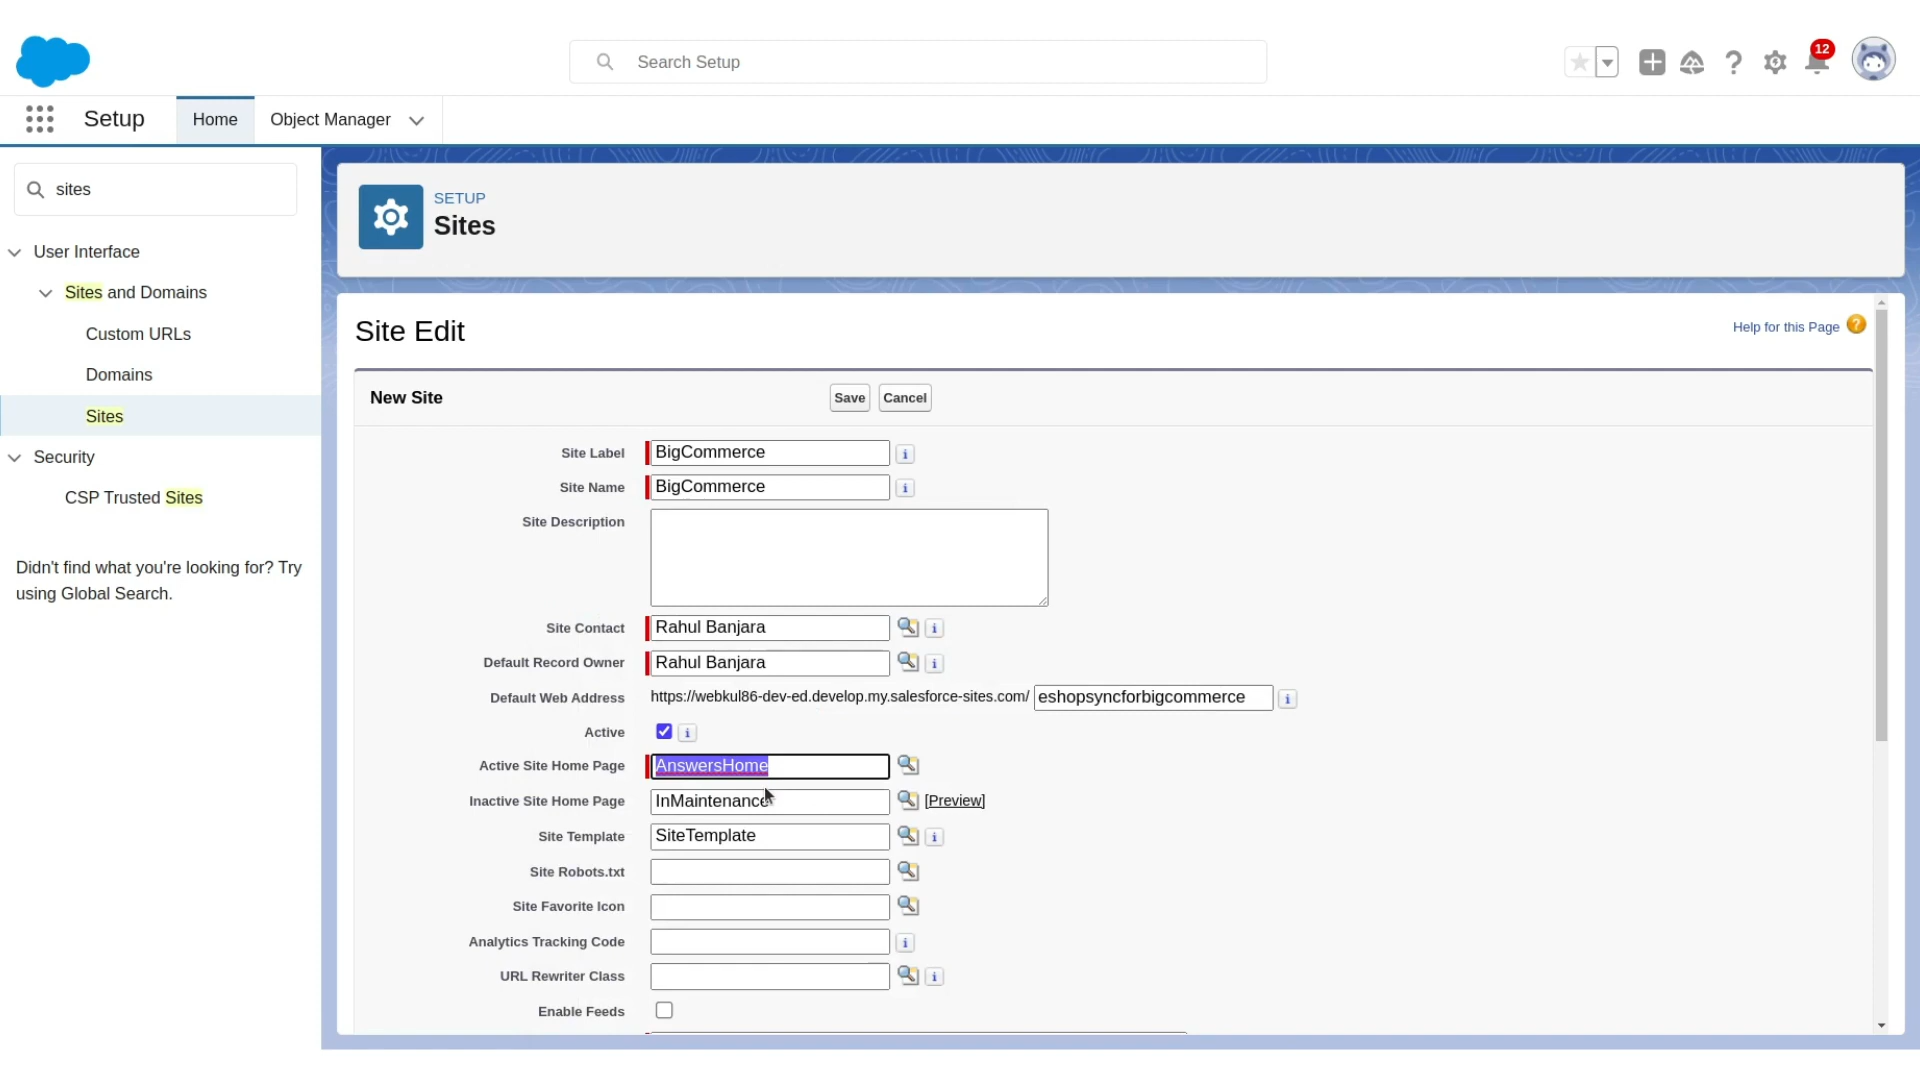 Search Setup
12
Setup
Home
Object Manager
sites
User Interface
Sites and Domains
Custom URLs
Domains
Sites
Security
CSP Trusted Sites
Didn't find what you're looking for? Try
using Global Search.
SETUP
Sites
Site Edit
Help for this Page ?
New Site
Save
Cancel
Site Label BigCommerce
Site Name BigCommerce
Site Description
Site Contact Rahul Banjara
Default Record Owner Rahul Banjara
Default Web Address https://webkul86-dev-ed.develop.my.salesforce-sites.com/ eshopsyncforbigcommerce
Active
Active Site Home Page AnswersHome
Inactive Site Home Page InMaintenance [Preview]
Site Template SiteTemplate
Site Robots.txt
Site Favorite Icon
Analytics Tracking Code
URL Rewriter Class
Enable Feeds